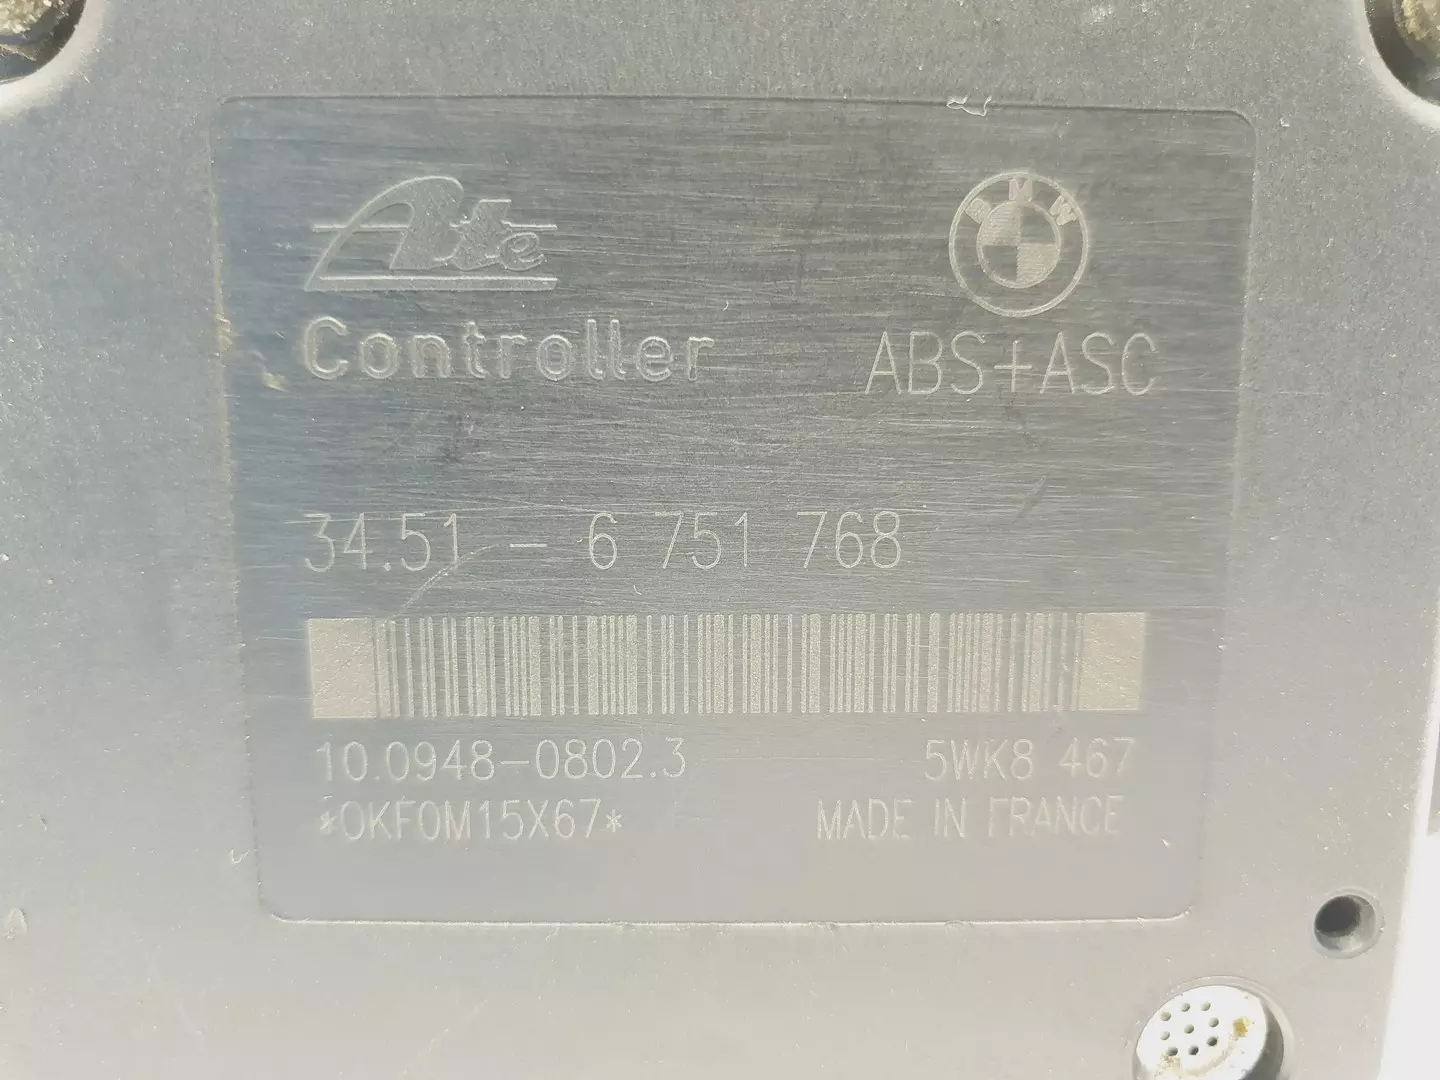 Ate
BMW
Controller
ABS+ASC
34.51 - 6 751 768
10.0948-0802.3
5WK8 467
*0KF0M15X67*
MADE IN FRANCE